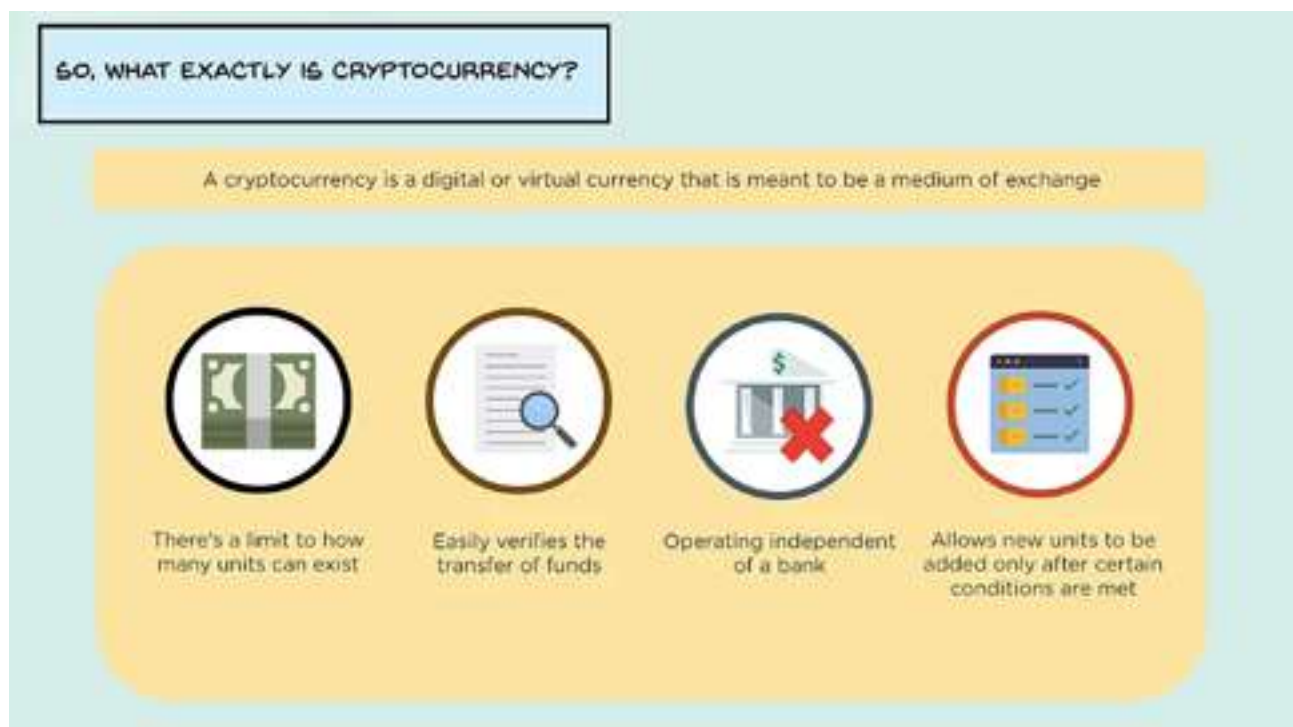 SO, WHAT EXACTLY IS CRYPTOCURRENCY?
A cryptocurrency is a digital or virtual currency that is meant to be a medium of exchange
$
There's a limit to how
many units can exist
Easily verifies the
transfer of funds
Operating independent
of a bank
Allows new units to be
added only after certain
conditions are met